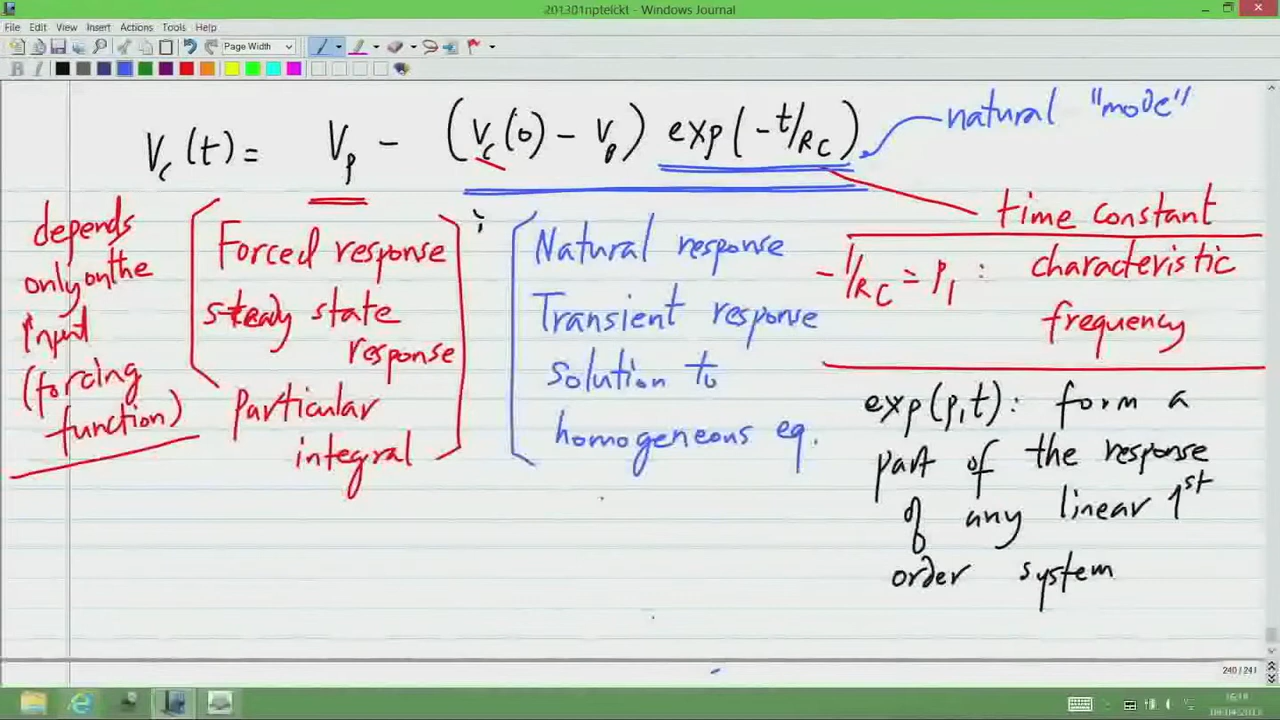 201301nptelckt - Windows Journal
File Edit View Insert Actions Tools Help
Page Width
B I
Vc(t) = Vp - (Vc(0) - Vp) exp(-t/RC)
natural "mode"
time constant
depends
only on the
input
(forcing
function)
Forced response
steady state
response
particular
integral
Natural response
Transient response
solution to
homogeneous eq.
-1/RC = p1 : characteristic
frequency
exp(p1t): form a
part of the response
of any linear 1st
order system
240 / 241
16:18